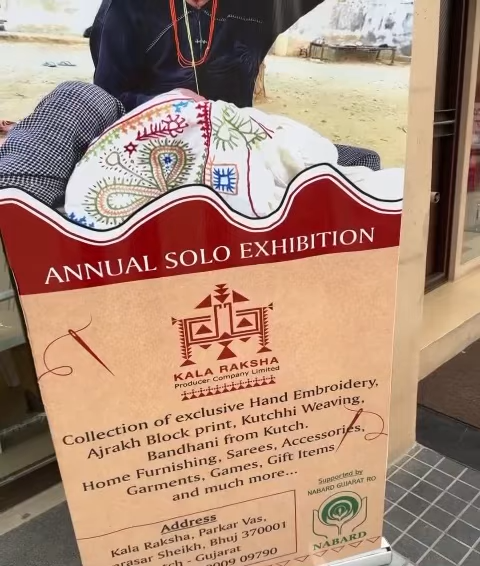 ANNUAL SOLO EXHIBITION
KALA RAKSHA
Producer Company Limited
Collection of exclusive Hand Embroidery,
Ajrakh Block print, Kutchhi Weaving,
Bandhani from Kutch.
Home Furnishing, Sarees, Accessories,
Garments, Games, Gift Items
and much more...
Supported by
NABARD GUJARAT RO
NABARD
Address
Kala Raksha, Parkar Vas,
Sheikh, Bhuj 370001
- Gujarat
09790